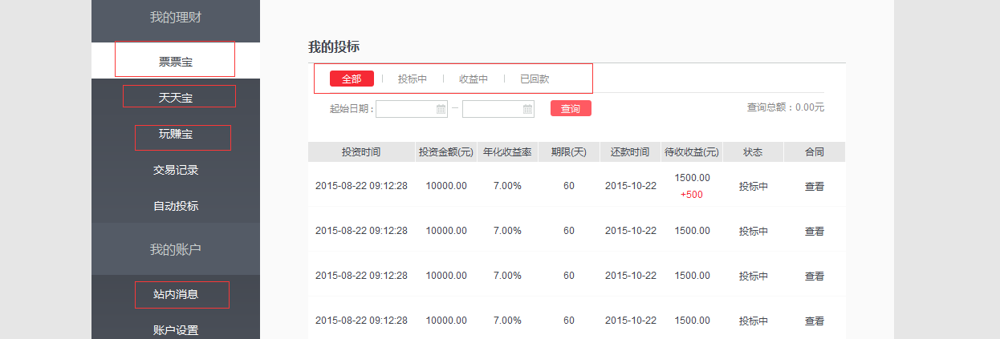 我的理财
票票宝
天天宝
玩赚宝
交易记录
自动投标
我的账户
站内消息
账户设置
我的投标
全部 投标中 收益中 已回款
起始日期 : — 查询 查询总额：0.00元
投资时间 投资金额(元) 年化收益率 期限(天) 还款时间 待收收益(元) 状态 合同
2015-08-22 09:12:28 10000.00 7.00% 60 2015-10-22 1500.00 投标中 查看
+500
2015-08-22 09:12:28 10000.00 7.00% 60 2015-10-22 1500.00 投标中 查看
2015-08-22 09:12:28 10000.00 7.00% 60 2015-10-22 1500.00 投标中 查看
2015-08-22 09:12:28 10000.00 7.00% 60 2015-10-22 1500.00 投标中 查看